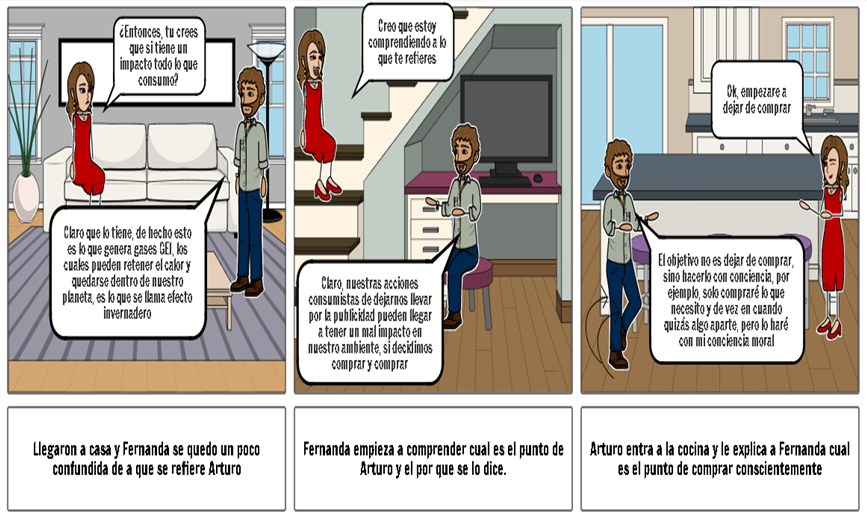 ¿Entonces, tu crees
que si tiene un
impacto todo lo que
consumo?
Claro que lo tiene, de hecho esto
es lo que genera gases GEI, los
cuales pueden retener el calor y
quedarse dentro de nuestro
planeta, es lo que se llama efecto
invernadero
Creo que estoy
comprendiendo a lo
que te refieres
Claro, nuestras acciones
consumistas de dejarnos llevar
por la publicidad pueden llegar
a tener un mal impacto en
nuestro ambiente, si decidimos
comprar y comprar
Ok, empezare a
dejar de comprar
El objetivo no es dejar de comprar,
sino hacerlo con conciencia, por
ejemplo, solo compraré lo que
necesito y de vez en cuando
quizás algo aparte, pero lo haré
con mi conciencia moral
Llegaron a casa y Fernanda se quedo un poco
confundida de a que se refiere Arturo
Fernanda empieza a comprender cual es el punto de
Arturo y el por que se lo dice.
Arturo entra a la cocina y le explica a Fernanda cual
es el punto de comprar conscientemente